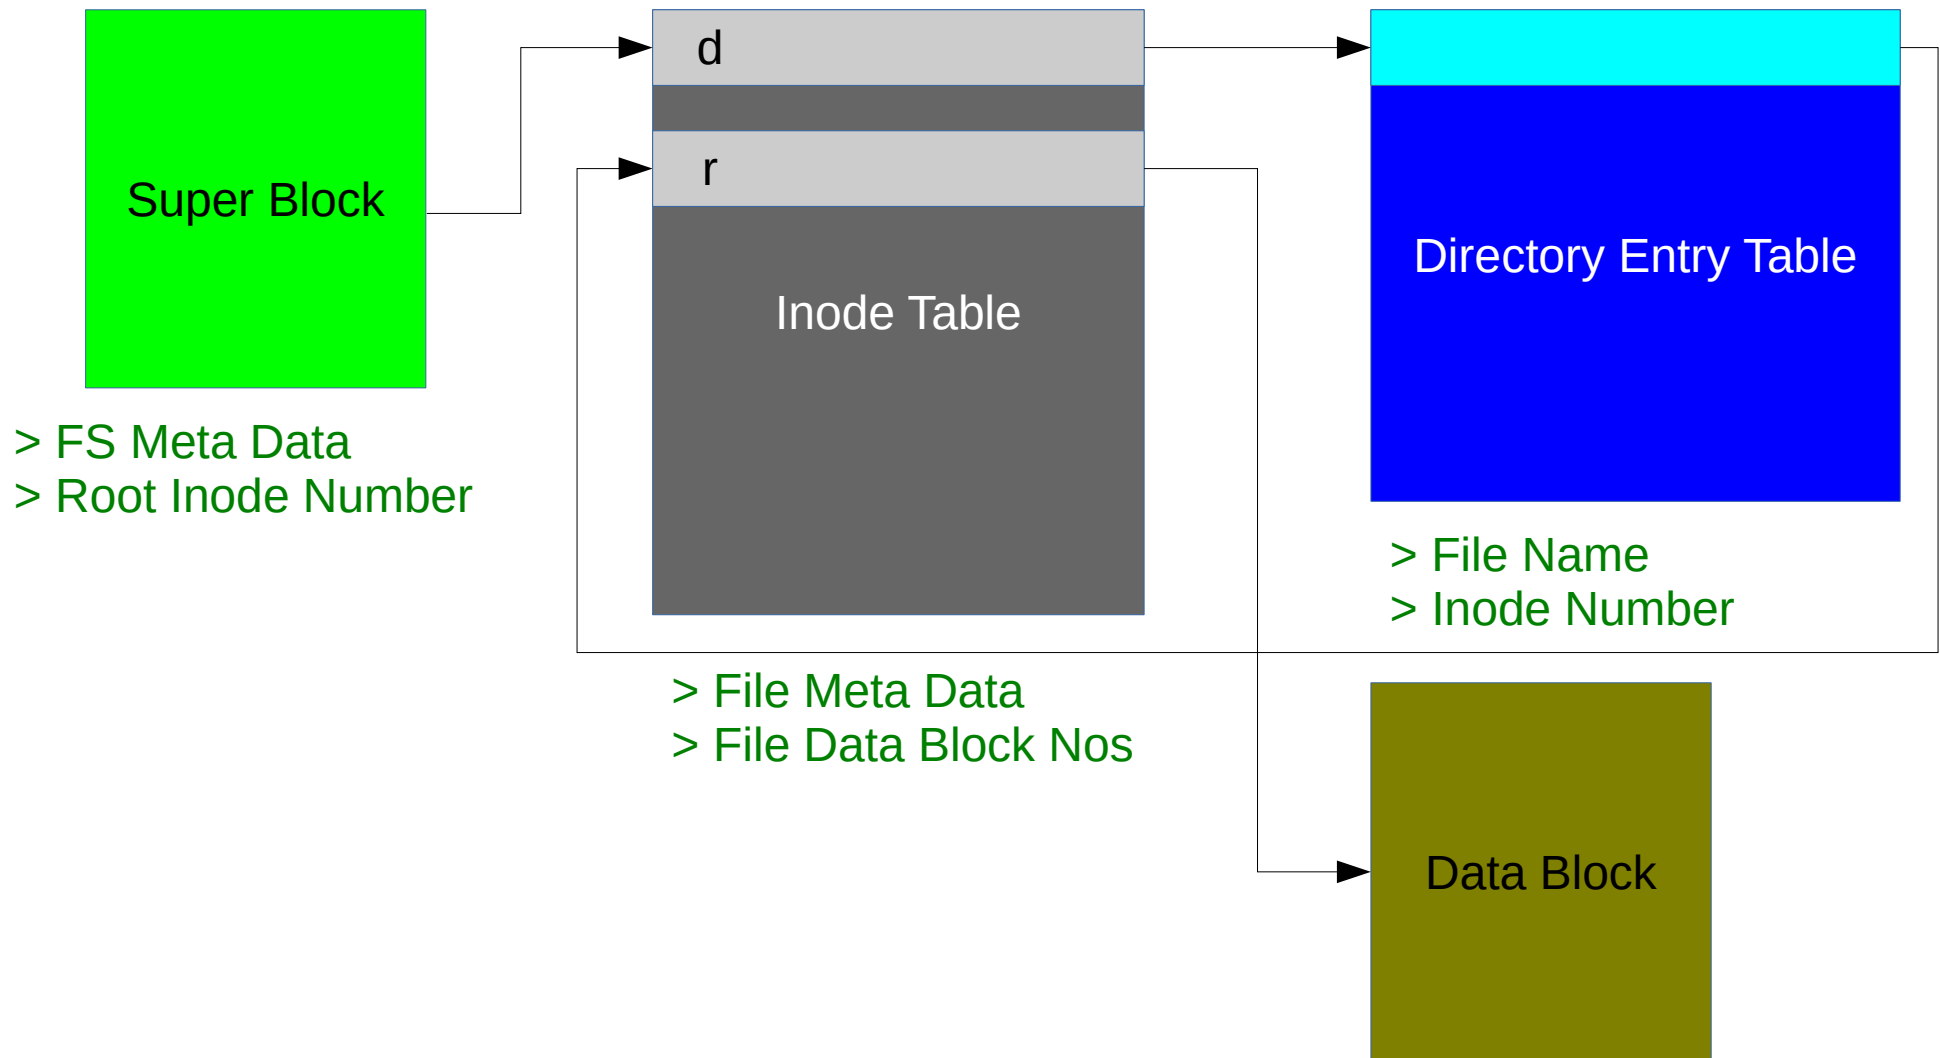 Super Block
> FS Meta Data
> Root Inode Number
d
r
Inode Table
> File Meta Data
> File Data Block Nos
Directory Entry Table
> File Name
> Inode Number
Data Block